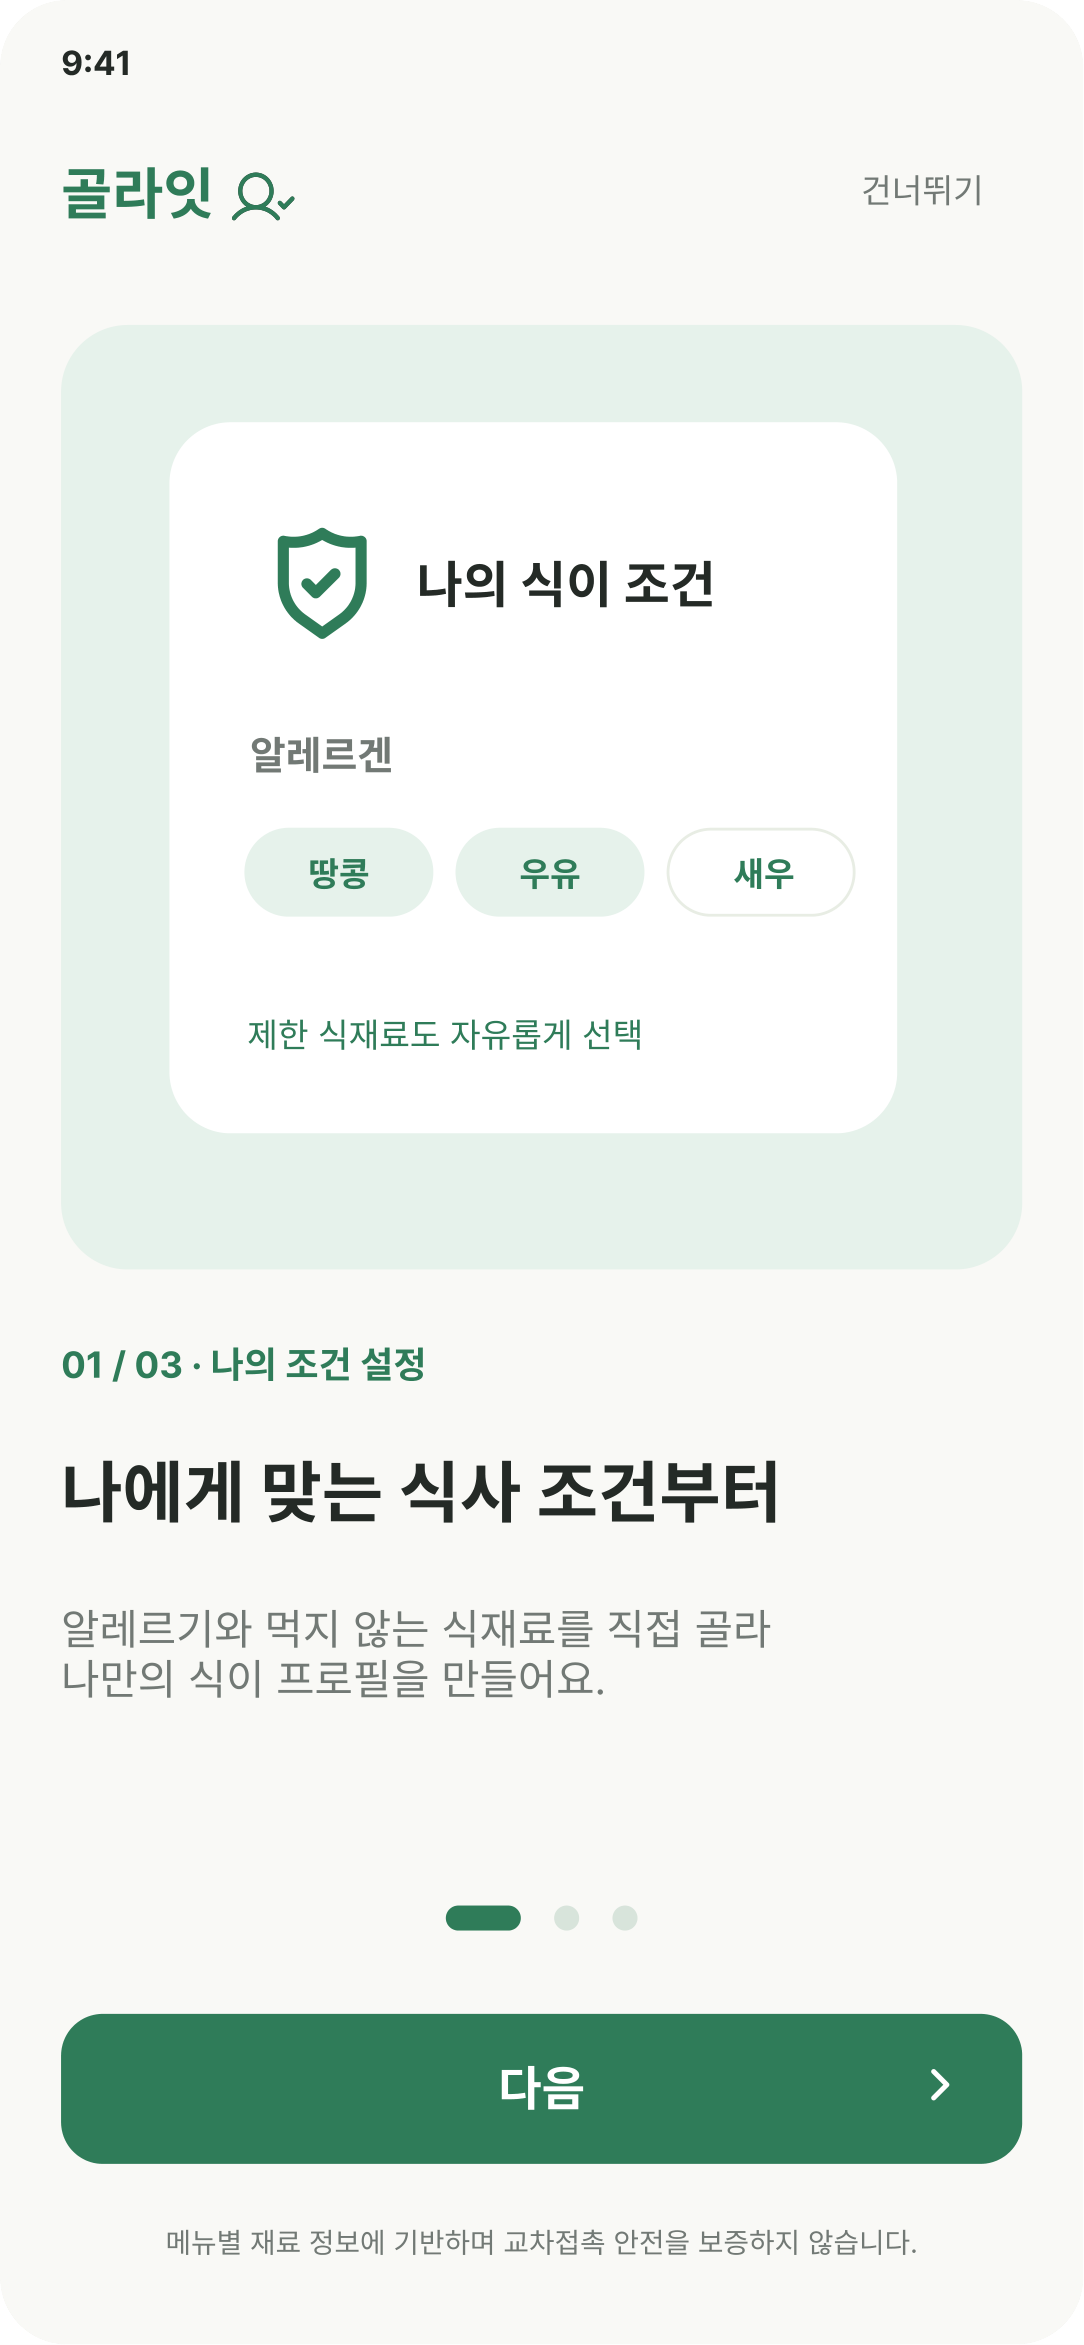 9:41
골라잇
건너뛰기
나의 식이 조건
알레르겐
땅콩 우유 새우
제한 식재료도 자유롭게 선택
01 / 03 · 나의 조건 설정
나에게 맞는 식사 조건부터
알레르기와 먹지 않는 식재료를 직접 골라
나만의 식이 프로필을 만들어요.
다음
메뉴별 재료 정보에 기반하며 교차접촉 안전을 보증하지 않습니다.